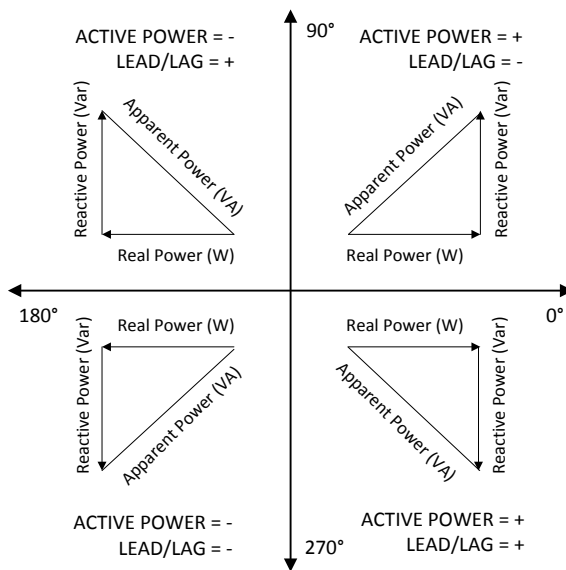 ACTIVE POWER = -
LEAD/LAG = +
90°
ACTIVE POWER = +
LEAD/LAG = -
Reactive Power (Var)
Apparent Power (VA)
Real Power (W)
Apparent Power (VA)
Reactive Power (Var)
Real Power (W)
180°
0°
Real Power (W)
Reactive Power (Var)
Apparent Power (VA)
Real Power (W)
Apparent Power (VA)
Reactive Power (Var)
ACTIVE POWER = -
LEAD/LAG = -
270°
ACTIVE POWER = +
LEAD/LAG = +